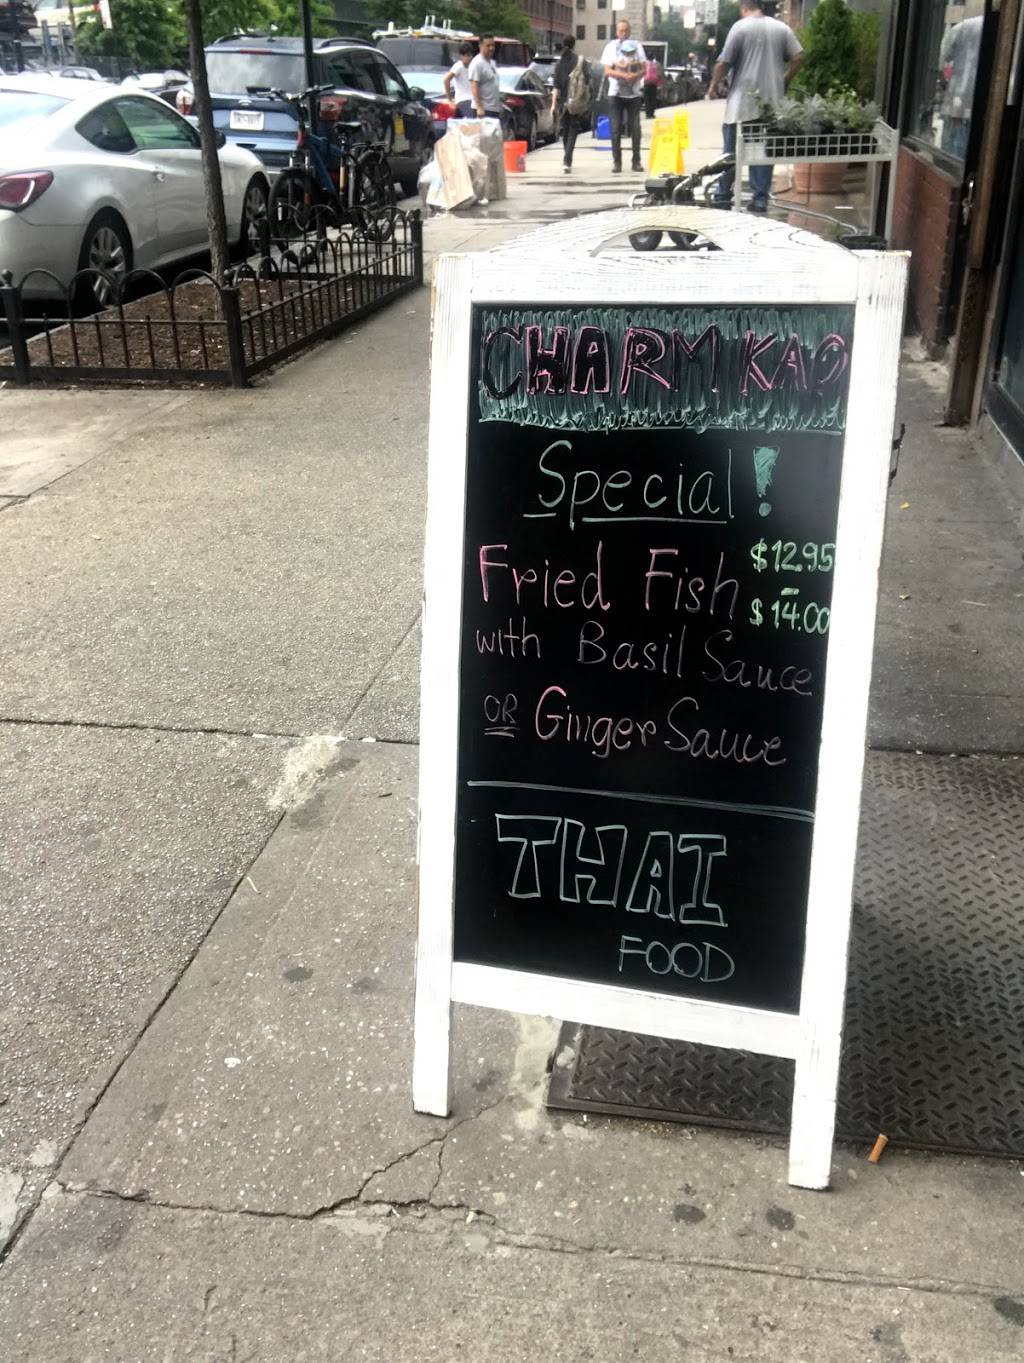 CHARM KAO
Special!
Fried Fish $12.95 - $14.00
with Basil Sauce
OR Ginger Sauce
THAI
FOOD